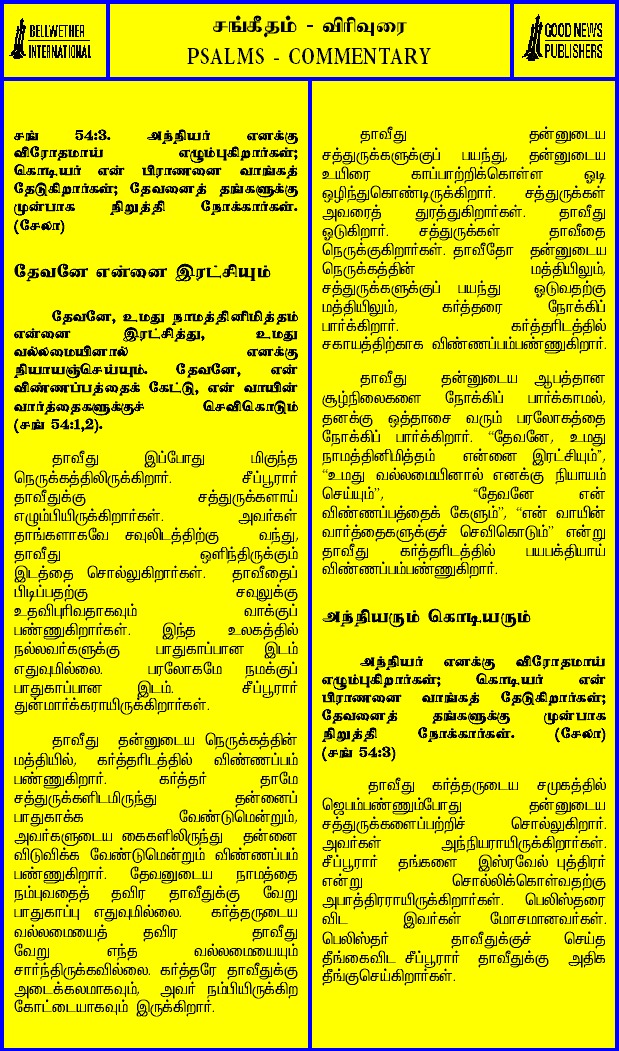 BELLWETHER
INTERNATIONAL
சங்கீதம் - விரிவுரை
PSALMS - COMMENTARY
GOOD NEWS
PUBLISHERS
சங் 54:3. அந்நியர் எனக்கு
விரோதமாய் எழும்புகிறார்கள்;
கொடியர் என் பிராணனை வாங்கத்
தேடுகிறார்கள்; தேவனைத் தங்களுக்கு
முன்பாக நிறுத்தி நோக்கார்கள்.
(சேலா)
தேவனே என்னை இரட்சியும்
தேவனே, உமது நாமத்தினிமித்தம்
என்னை இரட்சித்து, உமது
வல்லமையினால் எனக்கு
நியாயஞ்செய்யும். தேவனே, என்
விண்ணப்பத்தைக் கேட்டு, என் வாயின்
வார்த்தைகளுக்குச் செவிகொடும்
(சங் 54:1,2).
தாவீது இப்போது மிகுந்த
நெருக்கத்திலிருக்கிறார். சீப்பூரார்
தாவீதுக்கு சத்துருக்களாய்
எழும்பியிருக்கிறார்கள். அவர்கள்
தாங்களாகவே சவுலிடத்திற்கு வந்து,
தாவீது ஒளிந்திருக்கும்
இடத்தை சொல்லுகிறார்கள். தாவீதைப்
பிடிப்பதற்கு சவுலுக்கு
உதவிபுரிவதாகவும் வாக்குப்
பண்ணுகிறார்கள். இந்த உலகத்தில்
நல்லவர்களுக்கு பாதுகாப்பான இடம்
எதுவுமில்லை. பரலோகமே நமக்குப்
பாதுகாப்பான இடம். சீப்பூரார்
துன்மார்க்கராயிருக்கிறார்கள்.
தாவீது தன்னுடைய நெருக்கத்தின்
மத்தியில், கர்த்தரிடத்தில் விண்ணப்பம்
பண்ணுகிறார். கர்த்தர் தாமே
சத்துருக்களிடமிருந்து தன்னைப்
பாதுகாக்க வேண்டுமென்றும்,
அவர்களுடைய கைகளிலிருந்து தன்னை
விடுவிக்க வேண்டுமென்றும் விண்ணப்பம்
பண்ணுகிறார். தேவனுடைய நாமத்தை
நம்புவதைத் தவிர தாவீதுக்கு வேறு
பாதுகாப்பு எதுவுமில்லை. கர்த்தருடைய
வல்லமையைத் தவிர தாவீது
வேறு எந்த வல்லமையையும்
சார்ந்திருக்கவில்லை. கர்த்தரே தாவீதுக்கு
அடைக்கலமாகவும், அவர் நம்பியிருக்கிற
கோட்டையாகவும் இருக்கிறார்.
தாவீது தன்னுடைய
சத்துருக்களுக்குப் பயந்து, தன்னுடைய
உயிரை காப்பாற்றிக்கொள்ள ஓடி
ஒழிந்துகொண்டிருக்கிறார். சத்துருக்கள்
அவரைத் துரத்துகிறார்கள். தாவீது
ஓடுகிறார். சத்துருக்கள் தாவீதை
நெருக்குகிறார்கள். தாவீதோ தன்னுடைய
நெருக்கத்தின் மத்தியிலும்,
சத்துருக்களுக்குப் பயந்து ஓடுவதற்கு
மத்தியிலும், கர்த்தரை நோக்கிப்
பார்க்கிறார். கர்த்தரிடத்தில்
சகாயத்திற்காக விண்ணப்பம்பண்ணுகிறார்.
தாவீது தன்னுடைய ஆபத்தான
சூழ்நிலைகளை நோக்கிப் பார்க்காமல்,
தனக்கு ஒத்தாசை வரும் பரலோகத்தை
நோக்கிப் பார்க்கிறார். “தேவனே, உமது
நாமத்தினிமித்தம் என்னை இரட்சியும்”,
“உமது வல்லமையினால் எனக்கு நியாயம்
செய்யும்”, “தேவனே என்
விண்ணப்பத்தைக் கேளும்”, “என் வாயின்
வார்த்தைகளுக்குச் செவிகொடும்” என்று
தாவீது கர்த்தரிடத்தில் பயபக்தியாய்
விண்ணப்பம்பண்ணுகிறார்.
அந்நியரும் கொடியரும்
அந்நியர் எனக்கு விரோதமாய்
எழும்புகிறார்கள்; கொடியர் என்
பிராணனை வாங்கத் தேடுகிறார்கள்;
தேவனைத் தங்களுக்கு முன்பாக
நிறுத்தி நோக்கார்கள். (சேலா)
(சங் 54:3)
தாவீது கர்த்தருடைய சமுகத்தில்
ஜெபம்பண்ணும்போது தன்னுடைய
சத்துருக்களைப்பற்றிச் சொல்லுகிறார்.
அவர்கள் அந்நியராயிருக்கிறார்கள்.
சீப்பூரார் தங்களை இஸ்ரவேல் புத்திரர்
என்று சொல்லிக்கொள்வதற்கு
அபாத்திரராயிருக்கிறார்கள். பெலிஸ்தரை
விட இவர்கள் மோசமானவர்கள்.
பெலிஸ்தர் தாவீதுக்குச் செய்த
தீங்கைவிட சீப்பூரார் தாவீதுக்கு அதிக
தீங்குசெய்கிறார்கள்.